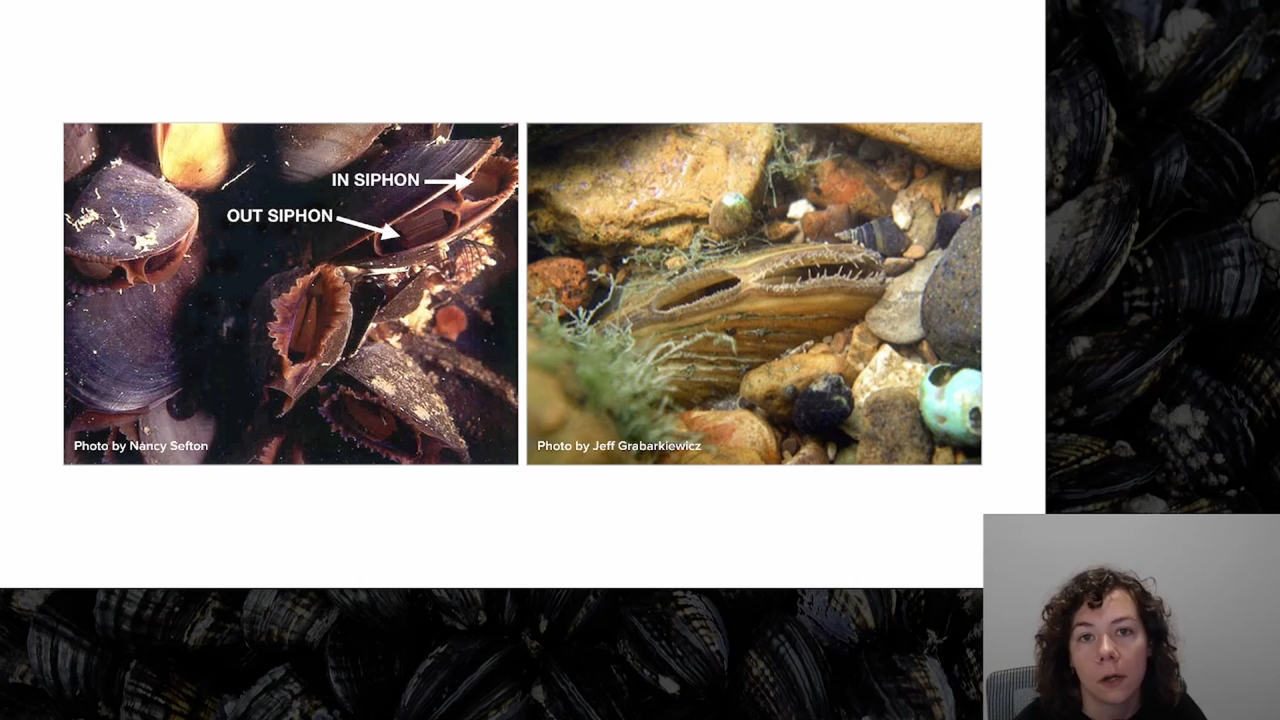 IN SIPHON
OUT SIPHON
Photo by Nancy Sefton
Photo by Jeff Grabarkiewicz